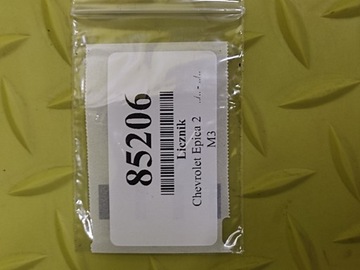 85206
Licznik
Chevrolet Epica 2
M3